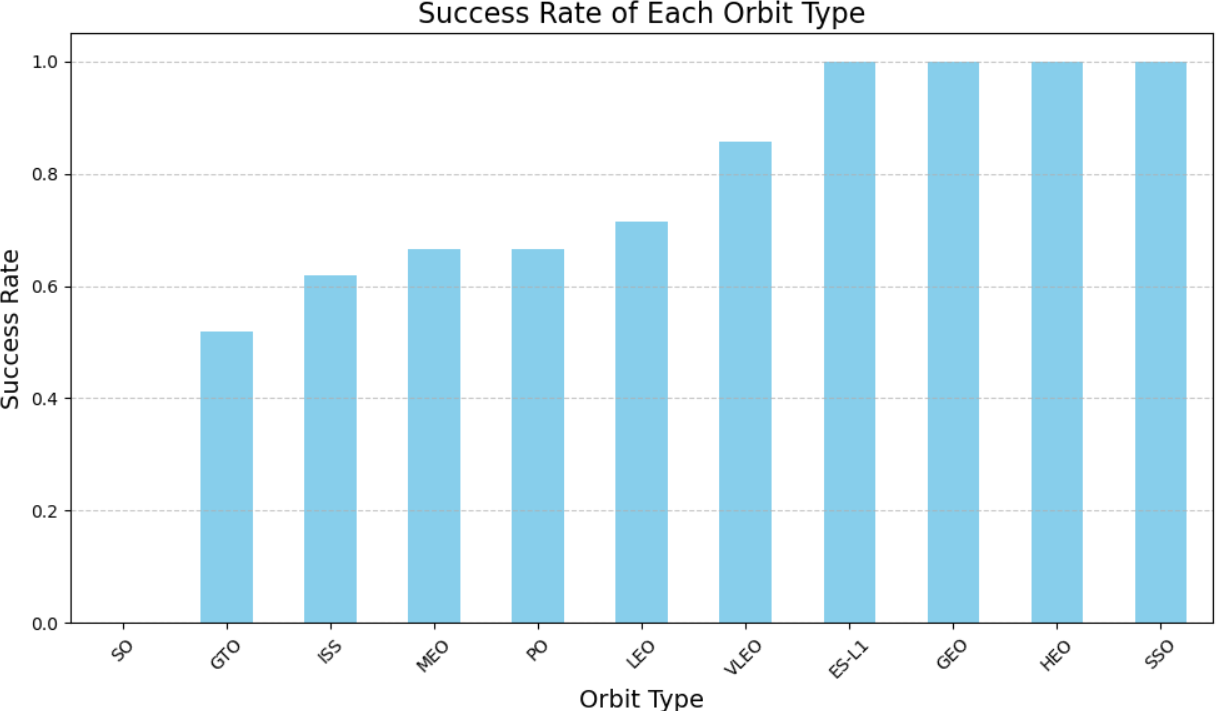 Success Rate of Each Orbit Type
Success Rate
1.0
0.8
0.6
0.4
0.2
0.0
SO
GTO
ISS
MEO
PO
LEO
VLEO
ES-L1
GEO
HEO
SSO
Orbit Type